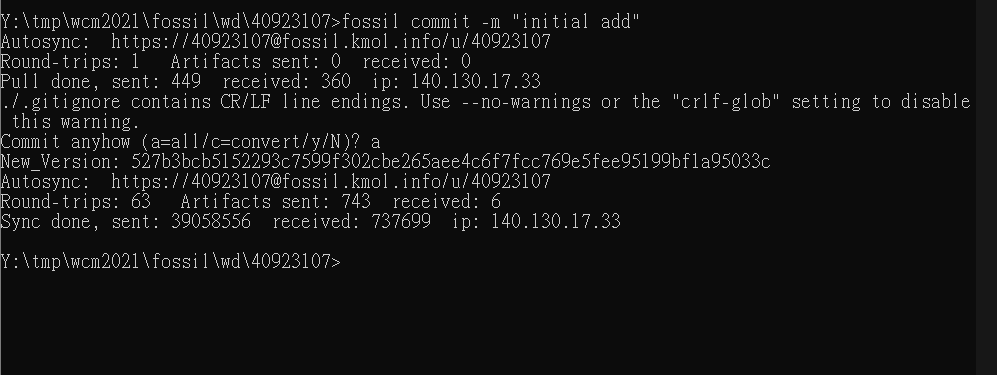 Y:\tmp\wcm2021\fossil\wd\40923107>fossil commit -m "initial add"
Autosync:  https://40923107@fossil.kmol.info/u/40923107
Round-trips: 1   Artifacts sent: 0  received: 0
Pull done, sent: 449  received: 360  ip: 140.130.17.33
./.gitignore contains CR/LF line endings. Use --no-warnings or the "crlf-glob" setting to disable
 this warning.
Commit anyhow (a=all/c=convert/y/N)? a
New_Version: 527b3bcb5152293c7599f302cbe265aee4c6f7fcc769e5fee95199bf1a95033c
Autosync:  https://40923107@fossil.kmol.info/u/40923107
Round-trips: 63   Artifacts sent: 743  received: 6
Sync done, sent: 39058556  received: 737699  ip: 140.130.17.33
Y:\tmp\wcm2021\fossil\wd\40923107>